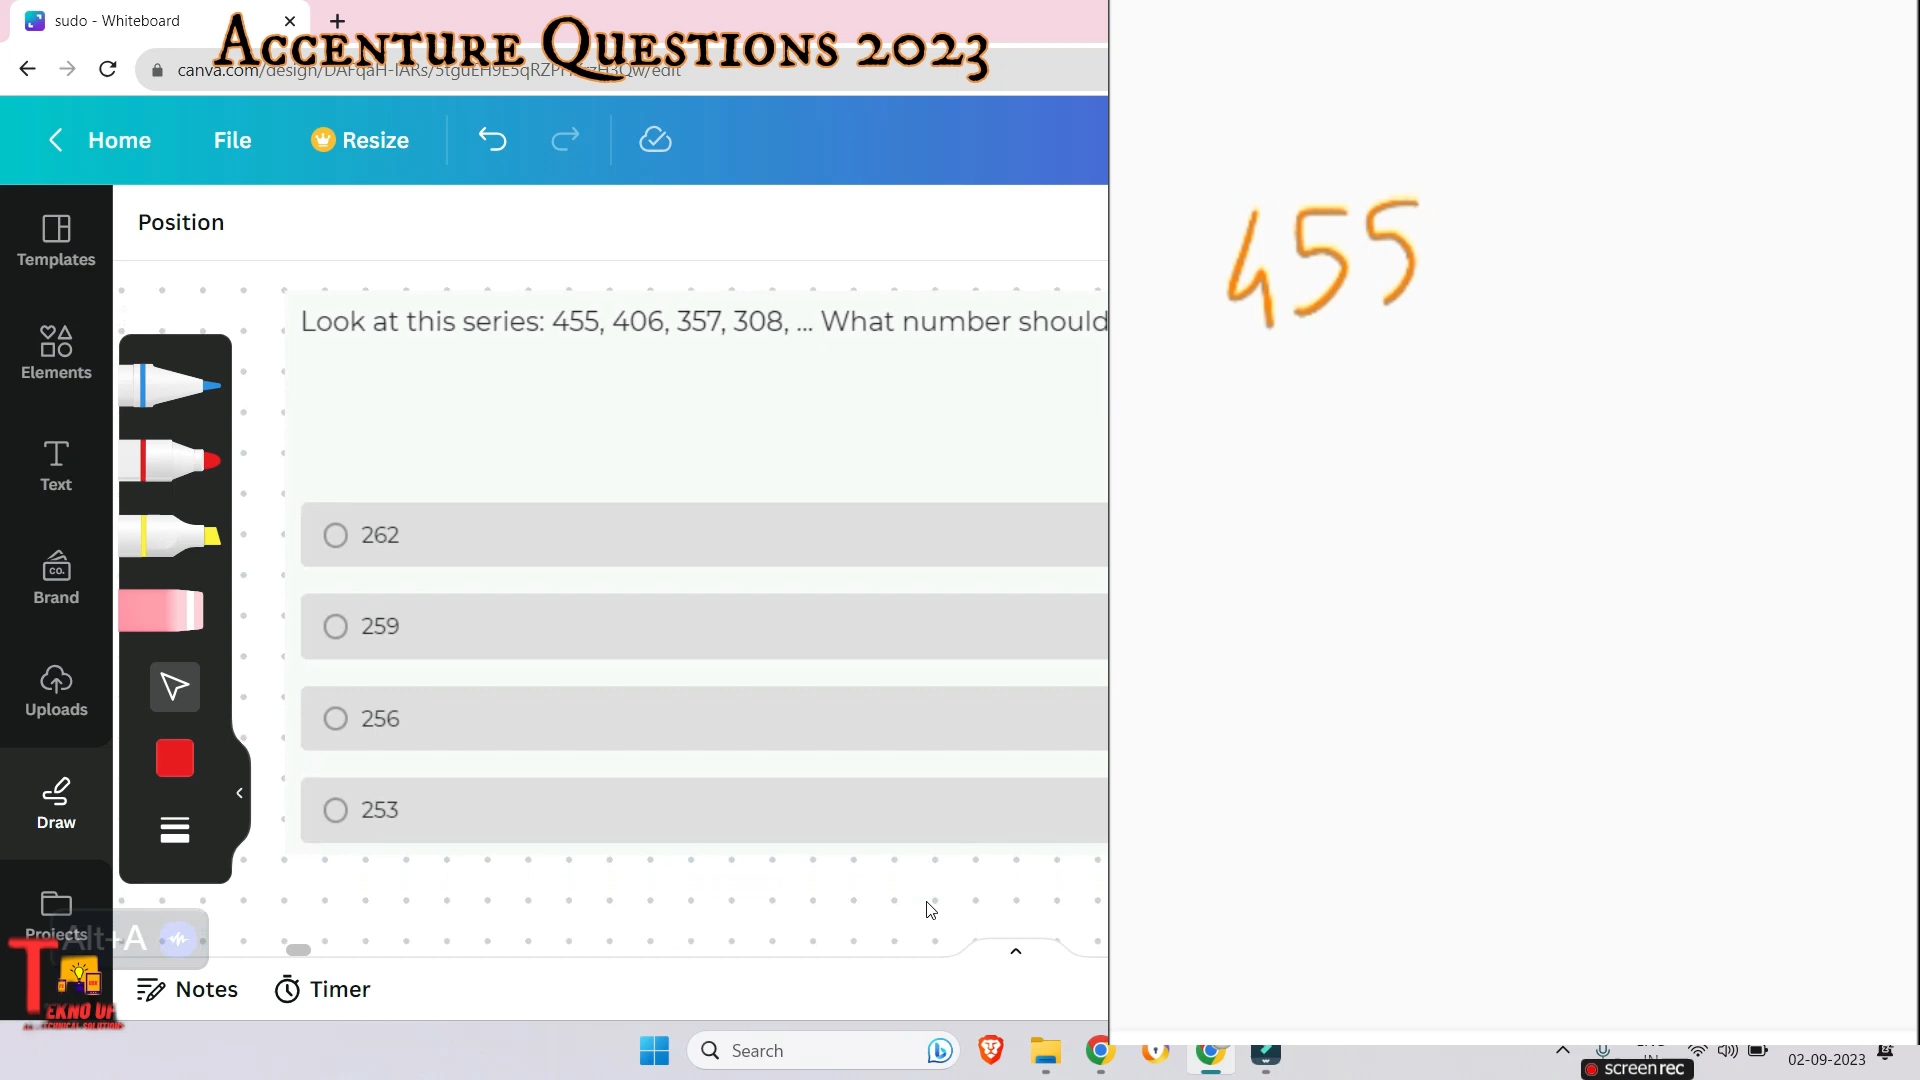 sudo - Whiteboard
ACCENTURE QUESTIONS 2023
Home
File
Resize
Position
Templates
Elements
Text
Brand
Uploads
Draw
Projects
Look at this series: 455, 406, 357, 308, ... What number should
262
259
256
253
455
Alt+A
Notes
Timer
Search
02-09-2023
screenrec